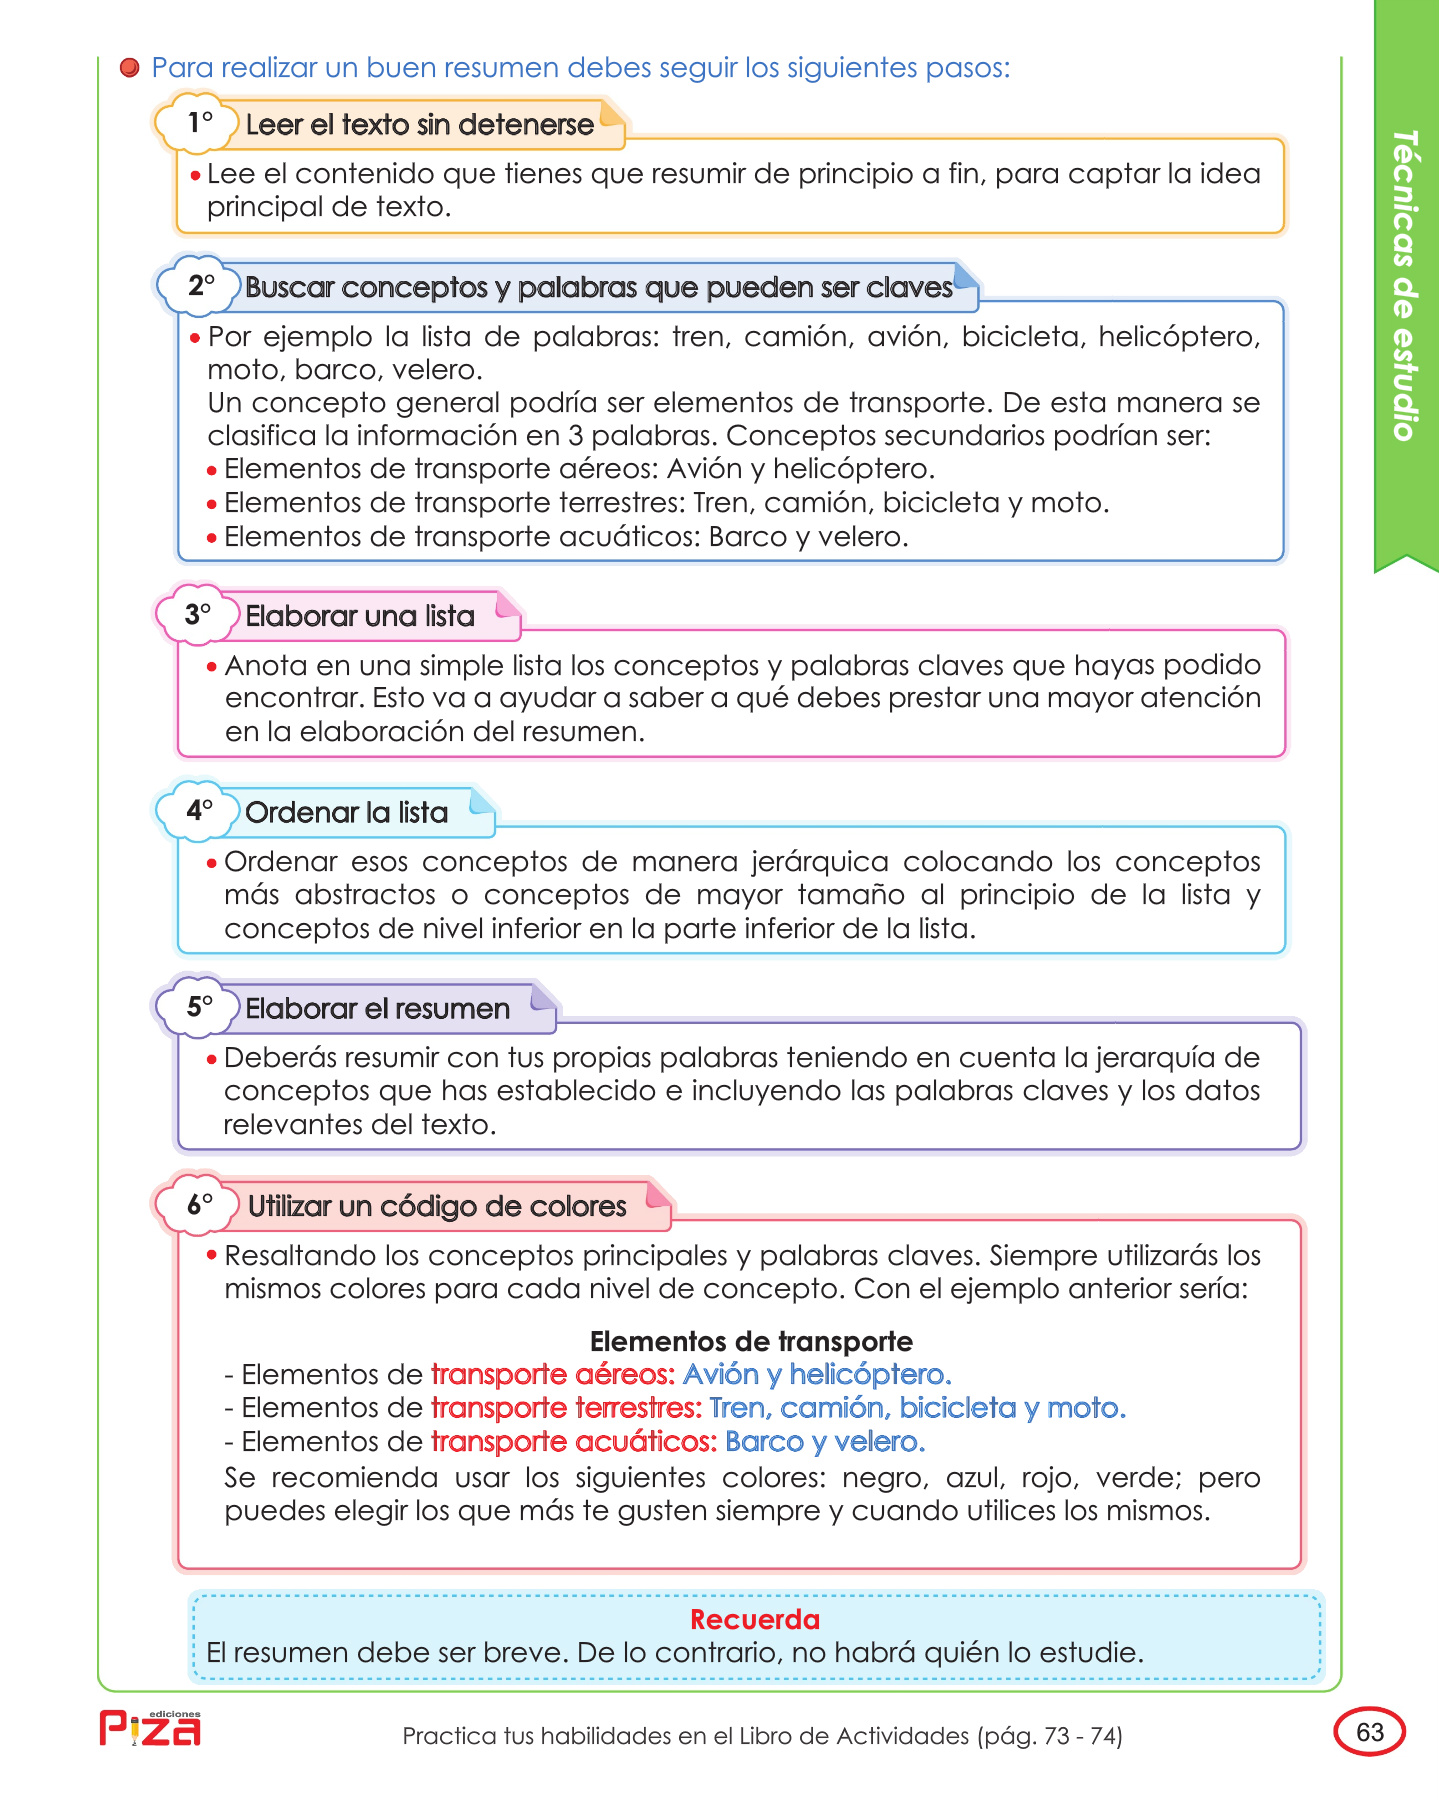 Para realizar un buen resumen debes seguir los siguientes pasos:
1° Leer el texto sin detenerse
• Lee el contenido que tienes que resumir de principio a fin, para captar la idea
principal de texto.
2° Buscar conceptos y palabras que pueden ser claves
• Por ejemplo la lista de palabras: tren, camión, avión, bicicleta, helicóptero,
moto, barco, velero.
Un concepto general podría ser elementos de transporte. De esta manera se
clasifica la información en 3 palabras. Conceptos secundarios podrían ser:
• Elementos de transporte aéreos: Avión y helicóptero.
• Elementos de transporte terrestres: Tren, camión, bicicleta y moto.
• Elementos de transporte acuáticos: Barco y velero.
3° Elaborar una lista
• Anota en una simple lista los conceptos y palabras claves que hayas podido
encontrar. Esto va a ayudar a saber a qué debes prestar una mayor atención
en la elaboración del resumen.
4° Ordenar la lista
• Ordenar esos conceptos de manera jerárquica colocando los conceptos
más abstractos o conceptos de mayor tamaño al principio de la lista y
conceptos de nivel inferior en la parte inferior de la lista.
5° Elaborar el resumen
• Deberás resumir con tus propias palabras teniendo en cuenta la jerarquía de
conceptos que has establecido e incluyendo las palabras claves y los datos
relevantes del texto.
6° Utilizar un código de colores
• Resaltando los conceptos principales y palabras claves. Siempre utilizarás los
mismos colores para cada nivel de concepto. Con el ejemplo anterior sería:
Elementos de transporte
- Elementos de transporte aéreos: Avión y helicóptero.
- Elementos de transporte terrestres: Tren, camión, bicicleta y moto.
- Elementos de transporte acuáticos: Barco y velero.
Se recomienda usar los siguientes colores: negro, azul, rojo, verde; pero
puedes elegir los que más te gusten siempre y cuando utilices los mismos.
Recuerda
El resumen debe ser breve. De lo contrario, no habrá quién lo estudie.
Técnicas de estudio
ediciones
PIZA
Practica tus habilidades en el Libro de Actividades (pág. 73 - 74)
63